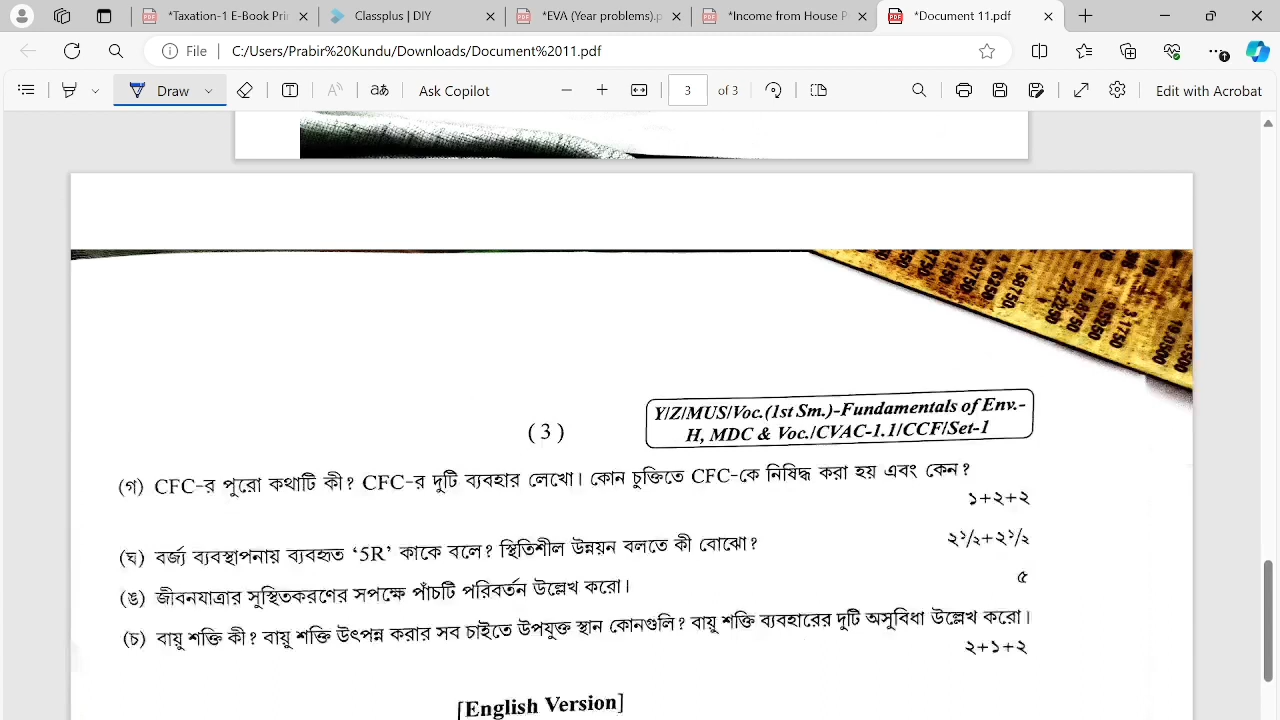 *Taxation-1 E-Book Pri
Classplus | DIY
*EVA (Year problems).p
*Income from House P
*Document 11.pdf
File
C:/Users/Prabir%20Kundu/Downloads/Document%2011.pdf
Draw
Ask Copilot
3
of 3
Edit with Acrobat
Y/Z/MUS/Voc.(1st Sm.)-Fundamentals of Env.-
( 3 )
H, MDC & Voc./CVAC-1.1/CCF/Set-1
(গ) CFC-র পুরো কথাটি কী? CFC-র দুটি ব্যবহার লেখো। কোন চুক্তিতে CFC-কে নিষিদ্ধ করা হয় এবং কেন?
১+২+২
(ঘ) বর্জ্য ব্যবস্থাপনায় ব্যবহৃত ‘5R’ কাকে বলে? স্থিতিশীল উন্নয়ন বলতে কী বোঝো?
২১/২+২১/২
(ঙ) জীবনযাত্রার সুস্থিতকরণের সপক্ষে পাঁচটি পরিবর্তন উল্লেখ করো।
৫
(চ) বায়ু শক্তি কী? বায়ু শক্তি উৎপন্ন করার সব চাইতে উপযুক্ত স্থান কোনগুলি? বায়ু শক্তি ব্যবহারের দুটি অসুবিধা উল্লেখ করো।
২+১+২
[English Version]